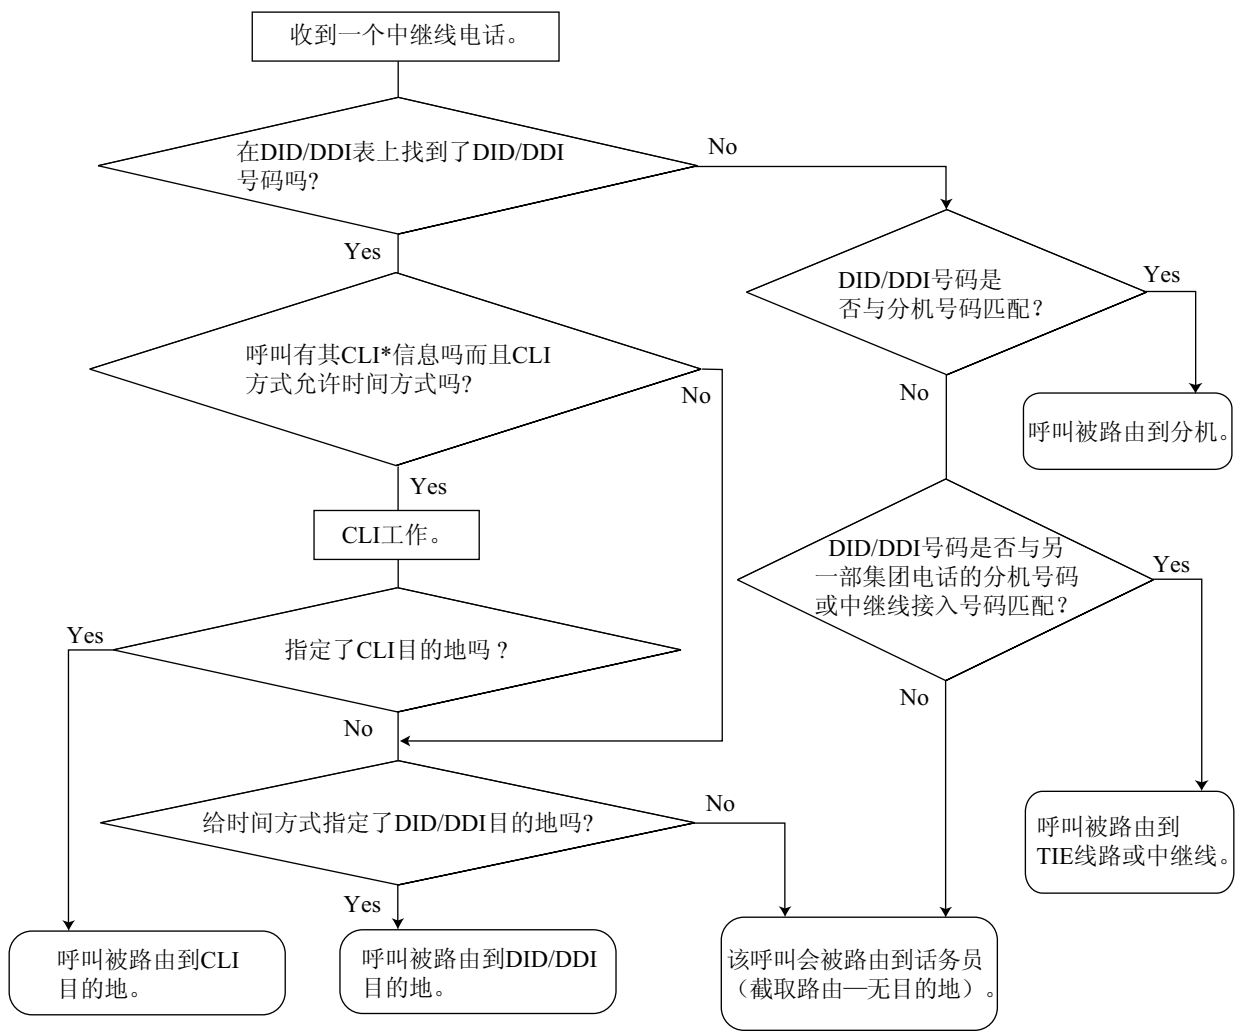 收到一个中继线电话。
在DID/DDI表上找到了DID/DDI
号码吗?
No
Yes
DID/DDI号码是
否与分机号码匹配?
Yes
No
呼叫有其CLI*信息吗而且CLI
方式允许时间方式吗?
No
Yes
呼叫被路由到分机。
CLI工作。
DID/DDI号码是否与另
一部集团电话的分机号码
或中继线接入号码匹配?
Yes
No
指定了CLI目的地吗?
Yes
No
给时间方式指定了DID/DDI目的地吗?
No
Yes
呼叫被路由到
TIE线路或中继线。
呼叫被路由到CLI
目的地。
呼叫被路由到DID/DDI
目的地。
该呼叫会被路由到话务员
（截取路由—无目的地）。